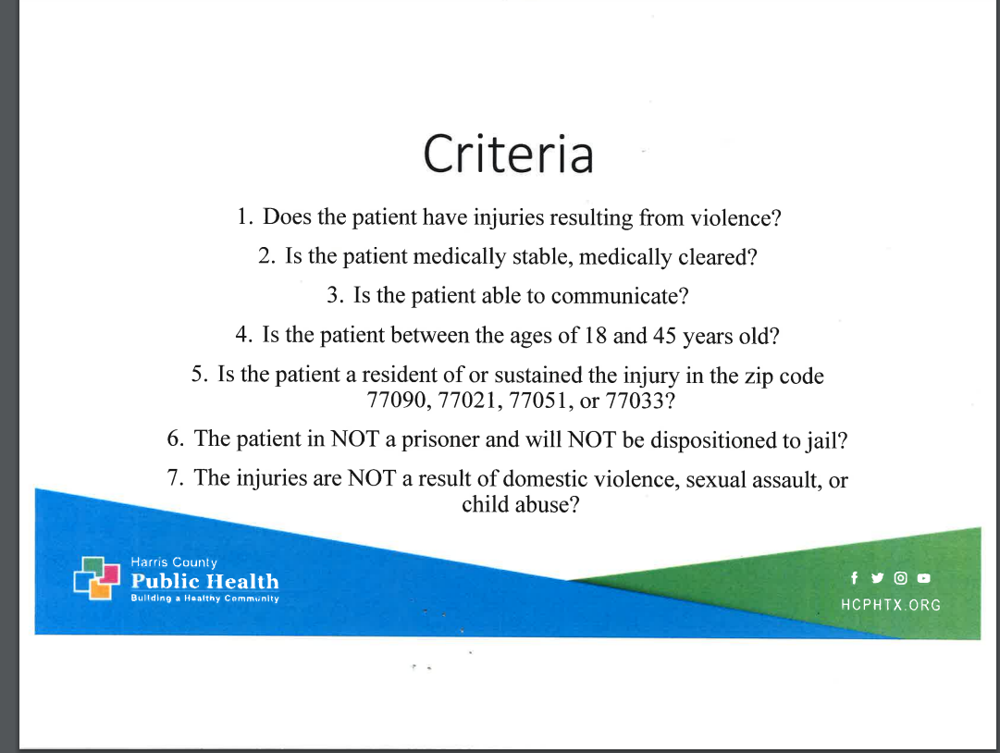 Criteria
1. Does the patient have injuries resulting from violence?
2. Is the patient medically stable, medically cleared?
3. Is the patient able to communicate?
4. Is the patient between the ages of 18 and 45 years old?
5. Is the patient a resident of or sustained the injury in the zip code
77090, 77021, 77051, or 77033?
6. The patient in NOT a prisoner and will NOT be dispositioned to jail?
7. The injuries are NOT a result of domestic violence, sexual assault, or
child abuse?
Harris County
Public Health
Building a Healthy Community
HCPHTX.ORG